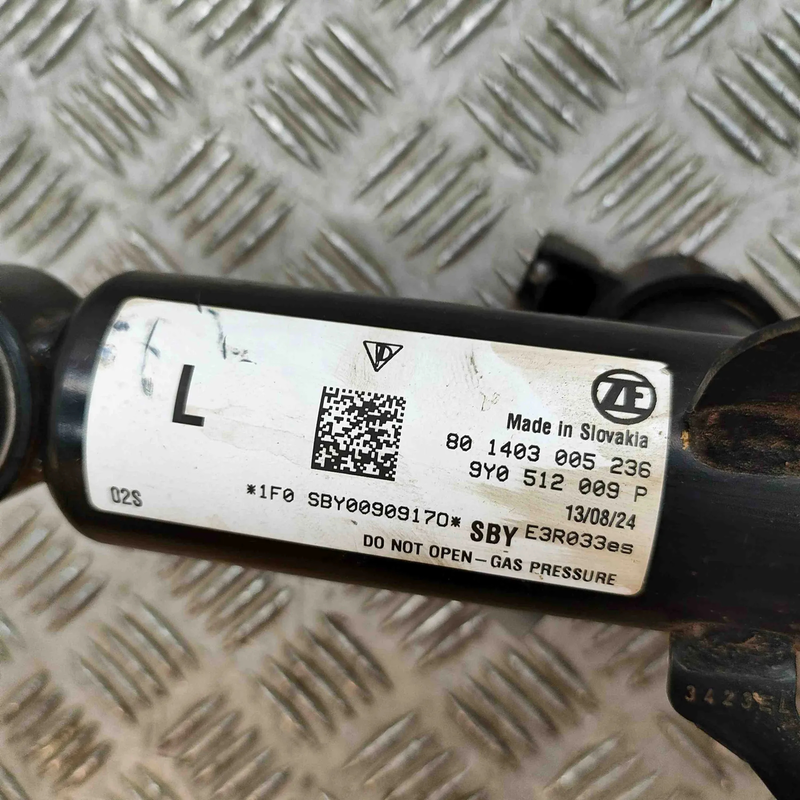 L
ZF
Made in Slovakia
80 1403 005 236
9Y0 512 009 P
13/08/24
*1F0 SBY00909170* SBY E3R033es
DO NOT OPEN – GAS PRESSURE
02S